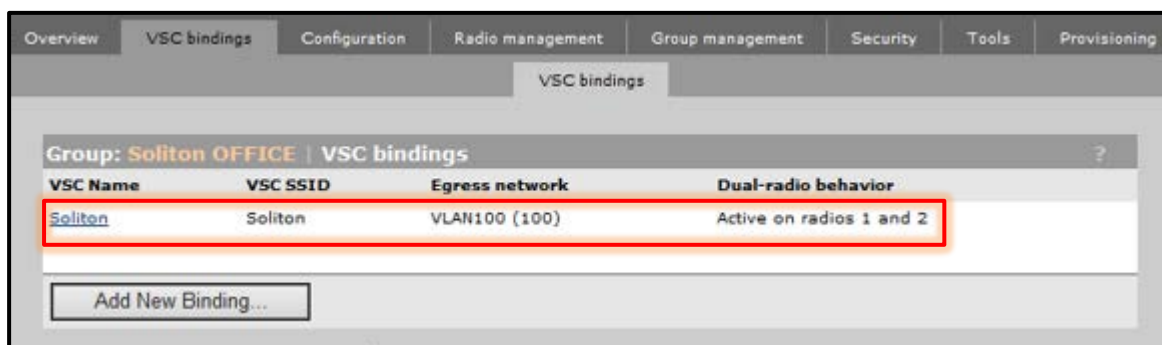 Overview VSC bindings Configuration Radio management Group management Security Tools Provisioning
VSC bindings
Group: Soliton OFFICE | VSC bindings ?
VSC Name VSC SSID Egress network Dual-radio behavior
Soliton Soliton VLAN100 (100) Active on radios 1 and 2
Add New Binding...